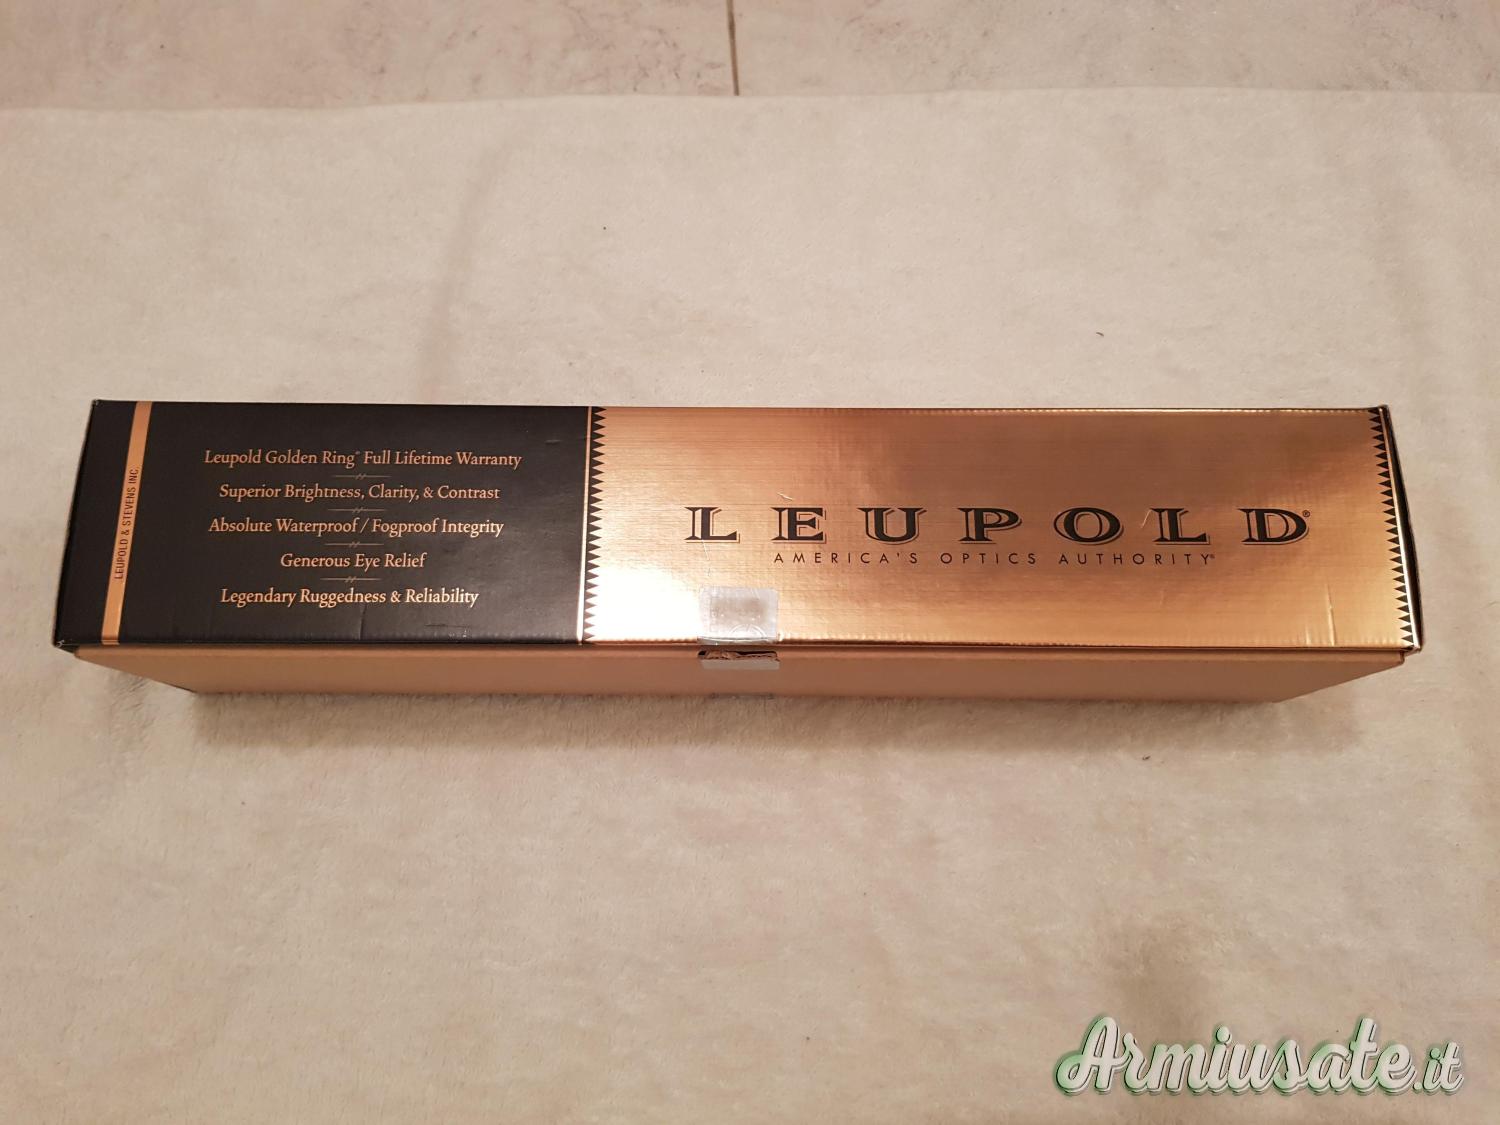 LEUPOLD & STEVENS INC.
Leupold Golden Ring® Full Lifetime Warranty
Superior Brightness, Clarity, & Contrast
Absolute Waterproof / Fogproof Integrity
Generous Eye Relief
Legendary Ruggedness & Reliability
LEUPOLD®
AMERICA'S OPTICS AUTHORITY®
Armiusate.it